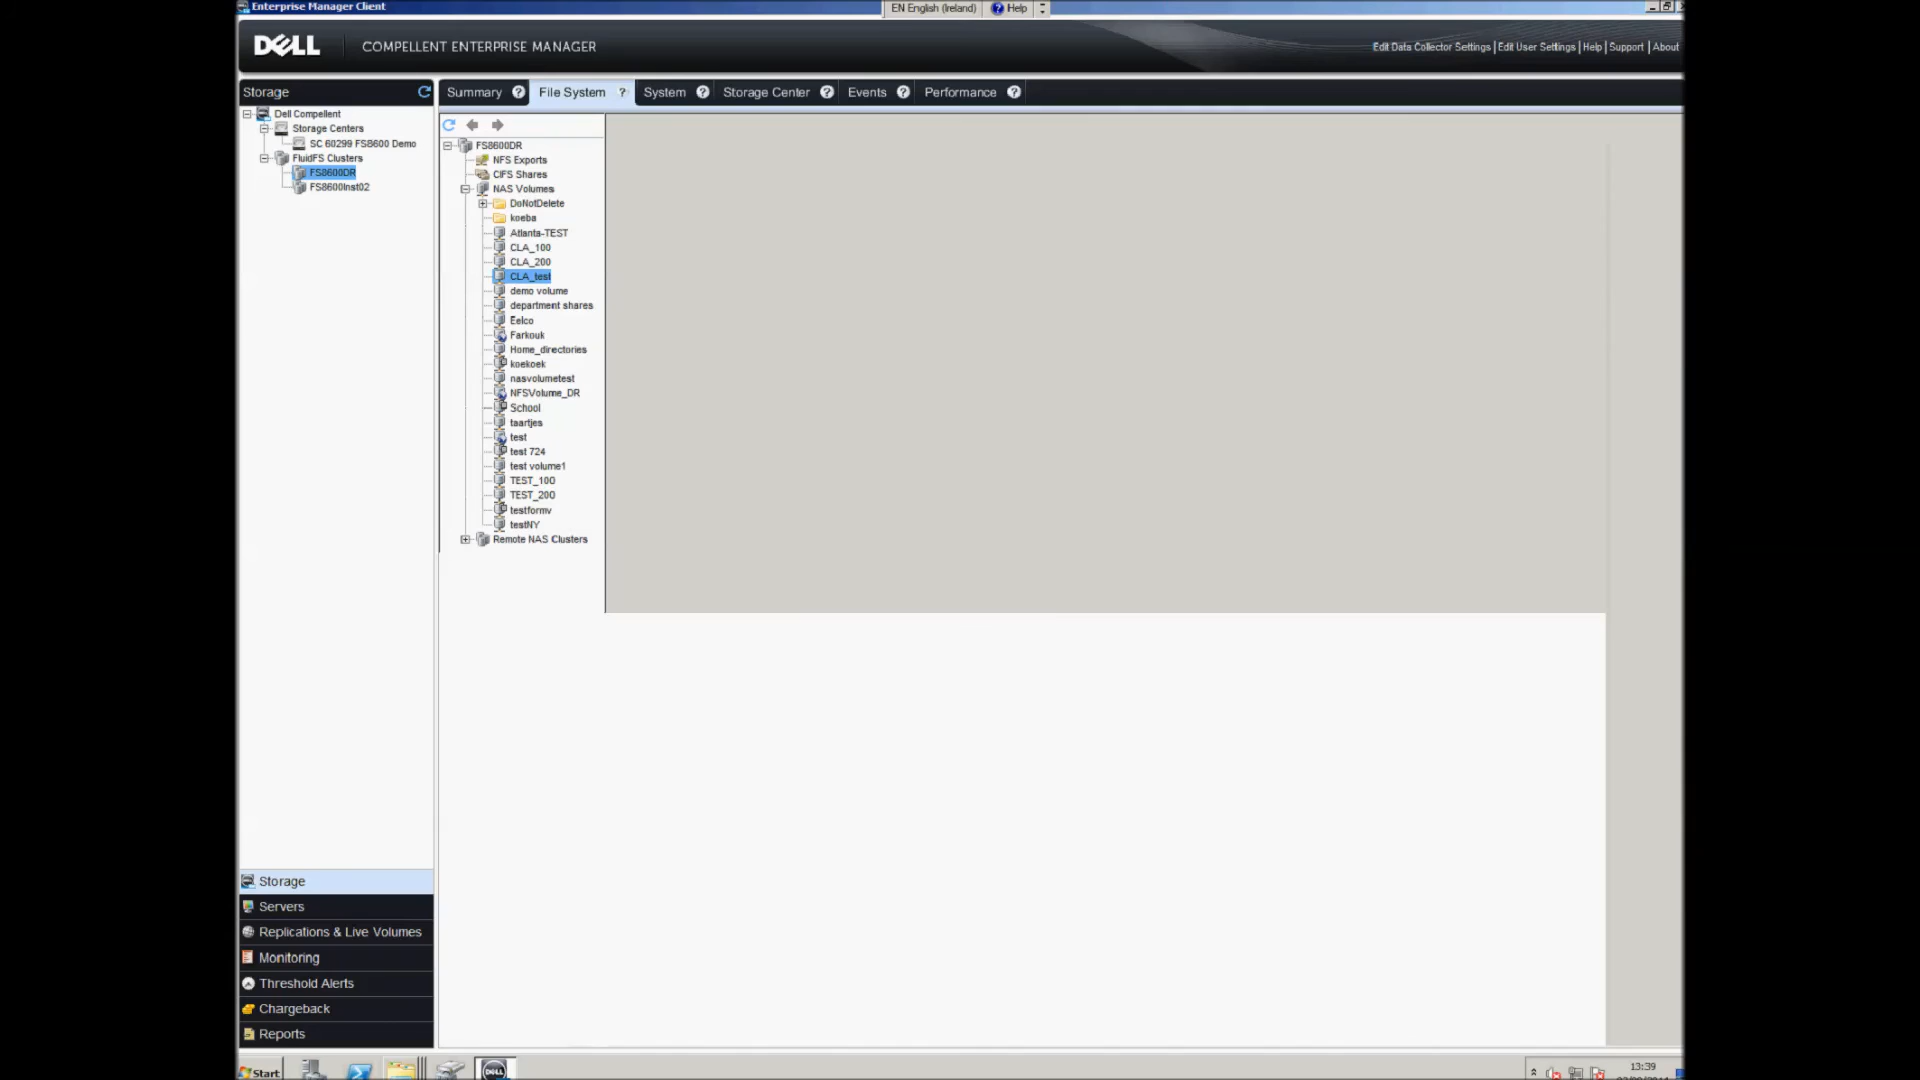 Enterprise Manager Client
EN English (Ireland) Help
DELL COMPELLENT ENTERPRISE MANAGER
Edit Data Collector Settings | Edit User Settings | Help | Support | About
Storage
Summary ? File System ? System ? Storage Center ? Events ? Performance ?
Dell Compellent
Storage Centers
SC 60299 FS8600 Demo
FluidFS Clusters
FS8600DR
FS8600Inst02
FS8600DR
NFS Exports
CIFS Shares
NAS Volumes
DoNotDelete
koeba
Atlanta-TEST
CLA_100
CLA_200
CLA_test
demo volume
department shares
Eelco
Farkouk
Home_directories
koekoek
nasvolumetest
NFSVolume_DR
School
taartjes
test
test 724
test volume1
TEST_100
TEST_200
testformv
testNY
Remote NAS Clusters
Storage
Servers
Replications & Live Volumes
Monitoring
Threshold Alerts
Chargeback
Reports
Start
DELL
13:39